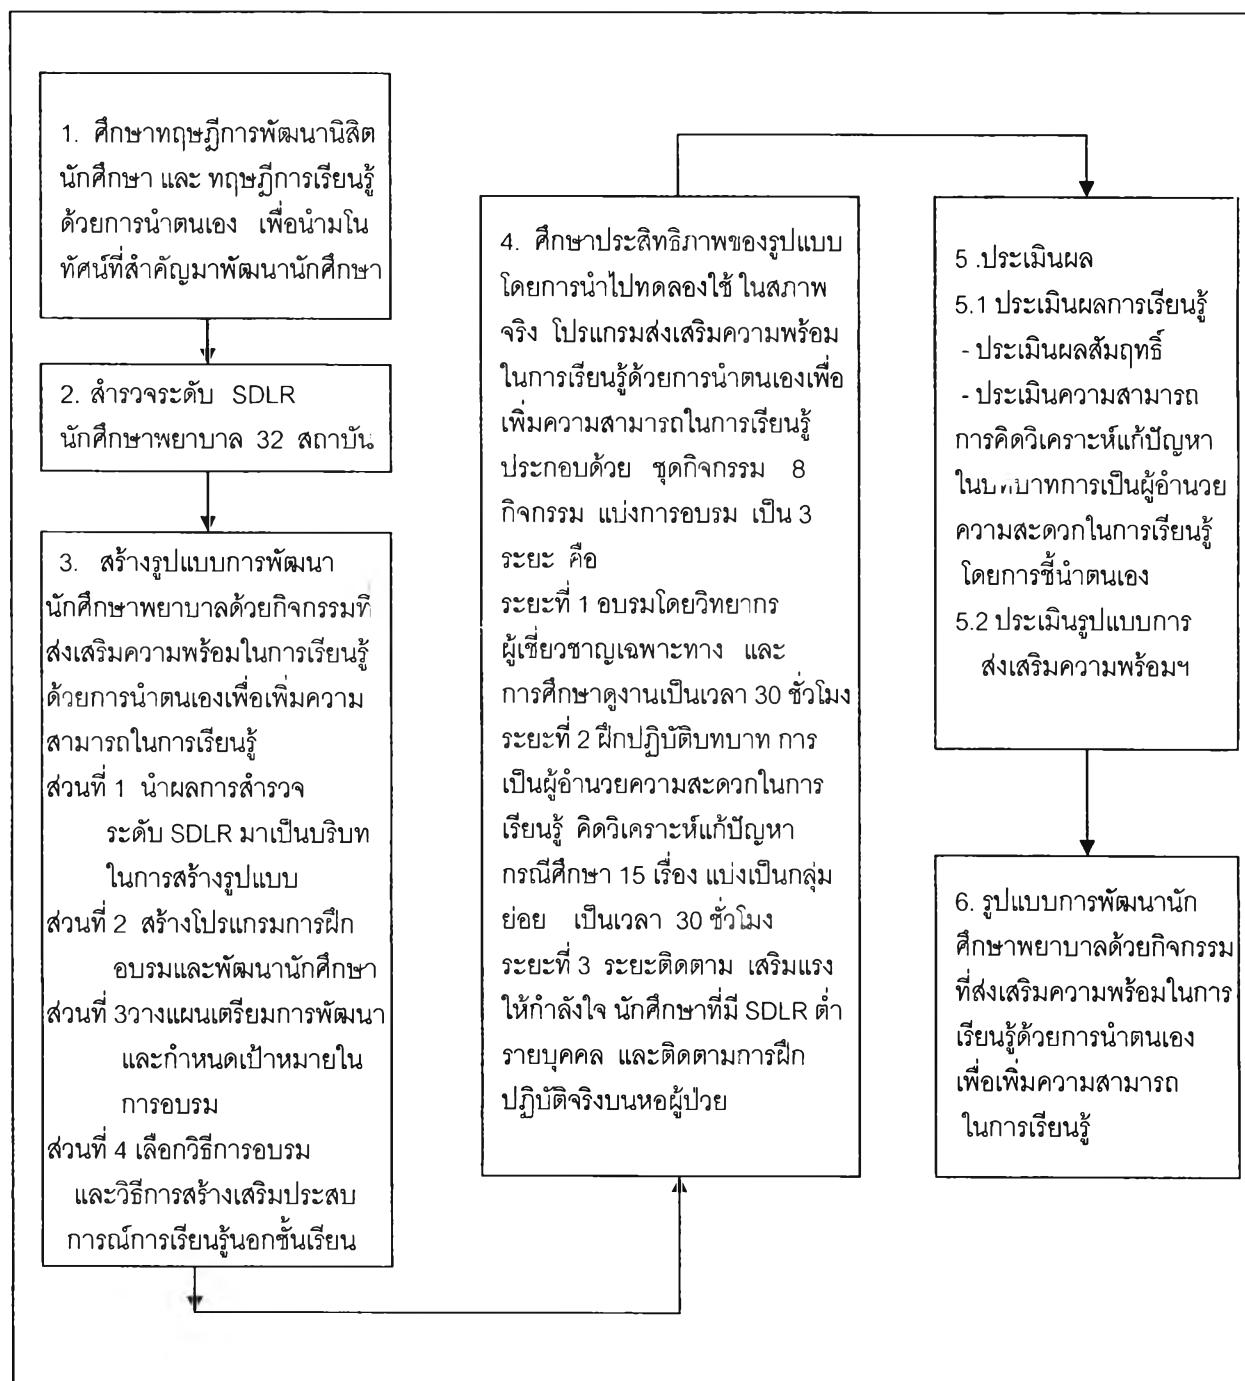 1. ศึกษาทฤษฎีการพัฒนานิสิต
นักศึกษา และ ทฤษฎีการเรียนรู้
ด้วยการนำตนเอง เพื่อนำมโน
ทัศน์ที่สำคัญมาพัฒนานักศึกษา
2. สำรวจระดับ SDLR
นักศึกษาพยาบาล 32 สถาบัน
3. สร้างรูปแบบการพัฒนา
นักศึกษาพยาบาลด้วยกิจกรรมที่
ส่งเสริมความพร้อมในการเรียนรู้
ด้วยการนำตนเองเพื่อเพิ่มความ
สามารถในการเรียนรู้
ส่วนที่ 1 นำผลการสำรวจ
ระดับ SDLR มาเป็นบริบท
ในการสร้างรูปแบบ
ส่วนที่ 2 สร้างโปรแกรมการฝึก
อบรมและพัฒนานักศึกษา
ส่วนที่ 3วางแผนเตรียมการพัฒนา
และกำหนดเป้าหมายใน
การอบรม
ส่วนที่ 4 เลือกวิธีการอบรม
และวิธีการสร้างเสริมประสบ
การณ์การเรียนรู้นอกชั้นเรียน
4. ศึกษาประสิทธิภาพของรูปแบบ
โดยการนำไปทดลองใช้ ในสภาพ
จริง โปรแกรมส่งเสริมความพร้อม
ในการเรียนรู้ด้วยการนำตนเองเพื่อ
เพิ่มความสามารถในการเรียนรู้
ประกอบด้วย ชุดกิจกรรม 8
กิจกรรม แบ่งการอบรม เป็น 3
ระยะ คือ
ระยะที่ 1 อบรมโดยวิทยากร
ผู้เชี่ยวชาญเฉพาะทาง และ
การศึกษาดูงานเป็นเวลา 30 ชั่วโมง
ระยะที่ 2 ฝึกปฏิบัติบทบาท การ
เป็นผู้อำนวยความสะดวกในการ
เรียนรู้ คิดวิเคราะห์แก้ปัญหา
กรณีศึกษา 15 เรื่อง แบ่งเป็นกลุ่ม
ย่อย เป็นเวลา 30 ชั่วโมง
ระยะที่ 3 ระยะติดตาม เสริมแรง
ให้กำลังใจ นักศึกษาที่มี SDLR ต่ำ
รายบุคคล และติดตามการฝึก
ปฏิบัติจริงบนหอผู้ป่วย
5 .ประเมินผล
5.1 ประเมินผลการเรียนรู้
- ประเมินผลสัมฤทธิ์
- ประเมินความสามารถ
การคิดวิเคราะห์แก้ปัญหา
ในบทบาทการเป็นผู้อำนวย
ความสะดวกในการเรียนรู้
โดยการชี้นำตนเอง
5.2 ประเมินรูปแบบการ
ส่งเสริมความพร้อมฯ
6. รูปแบบการพัฒนานัก
ศึกษาพยาบาลด้วยกิจกรรม
ที่ส่งเสริมความพร้อมในการ
เรียนรู้ด้วยการนำตนเอง
เพื่อเพิ่มความสามารถ
ในการเรียนรู้